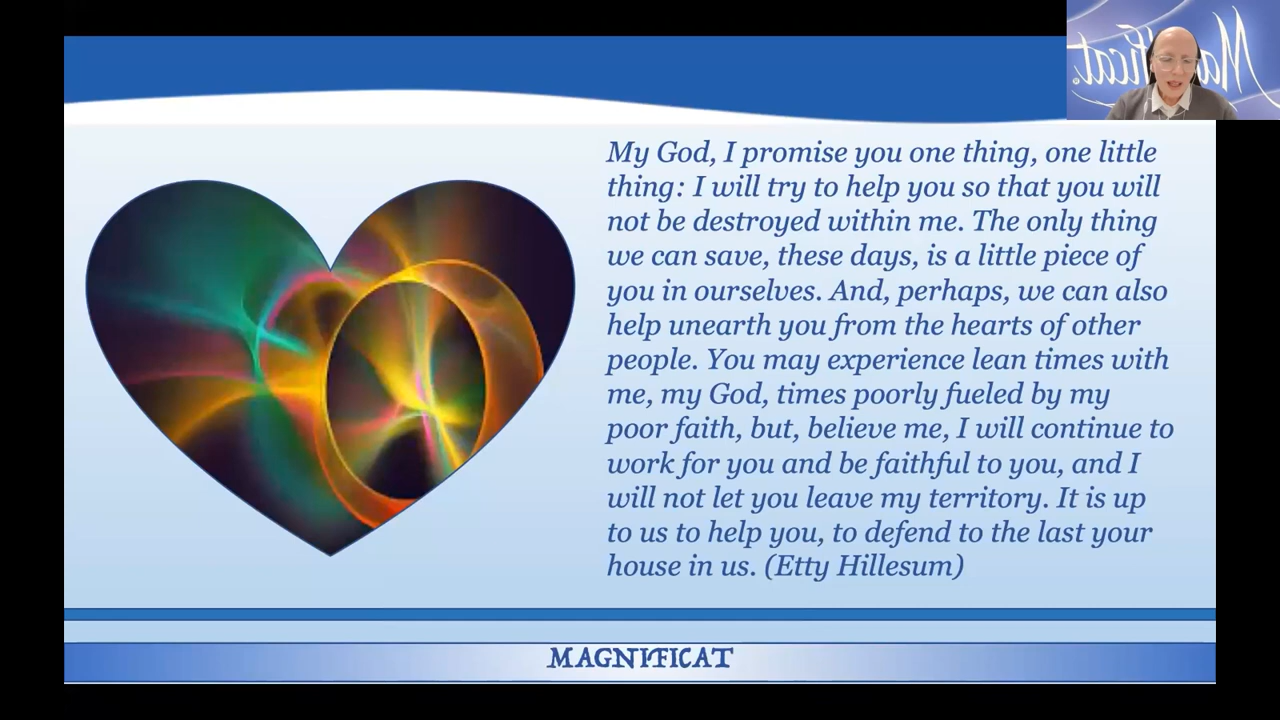 Magnificat.
My God, I promise you one thing, one little
thing: I will try to help you so that you will
not be destroyed within me. The only thing
we can save, these days, is a little piece of
you in ourselves. And, perhaps, we can also
help unearth you from the hearts of other
people. You may experience lean times with
me, my God, times poorly fueled by my
poor faith, but, believe me, I will continue to
work for you and be faithful to you, and I
will not let you leave my territory. It is up
to us to help you, to defend to the last your
house in us. (Etty Hillesum)
MAGNIFICAT